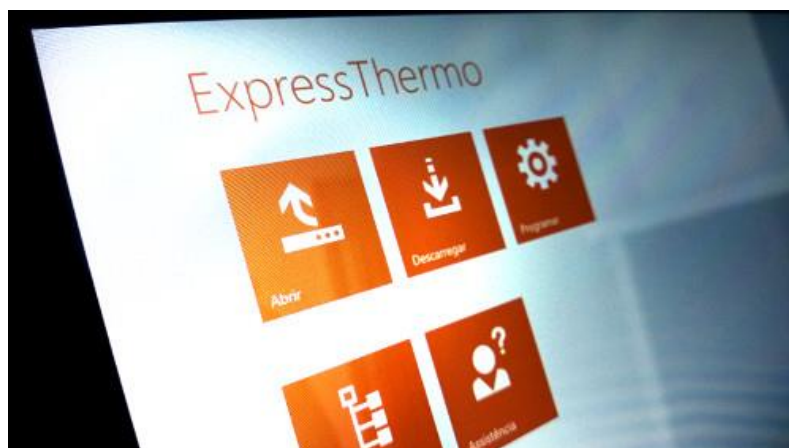 ExpressThermo
Abrir
Descarregar
Programar
Assistência